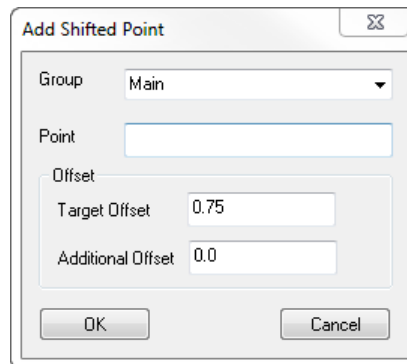 Add Shifted Point
Group
Main
Point
Offset
Target Offset 0.75
Additional Offset 0.0
OK Cancel